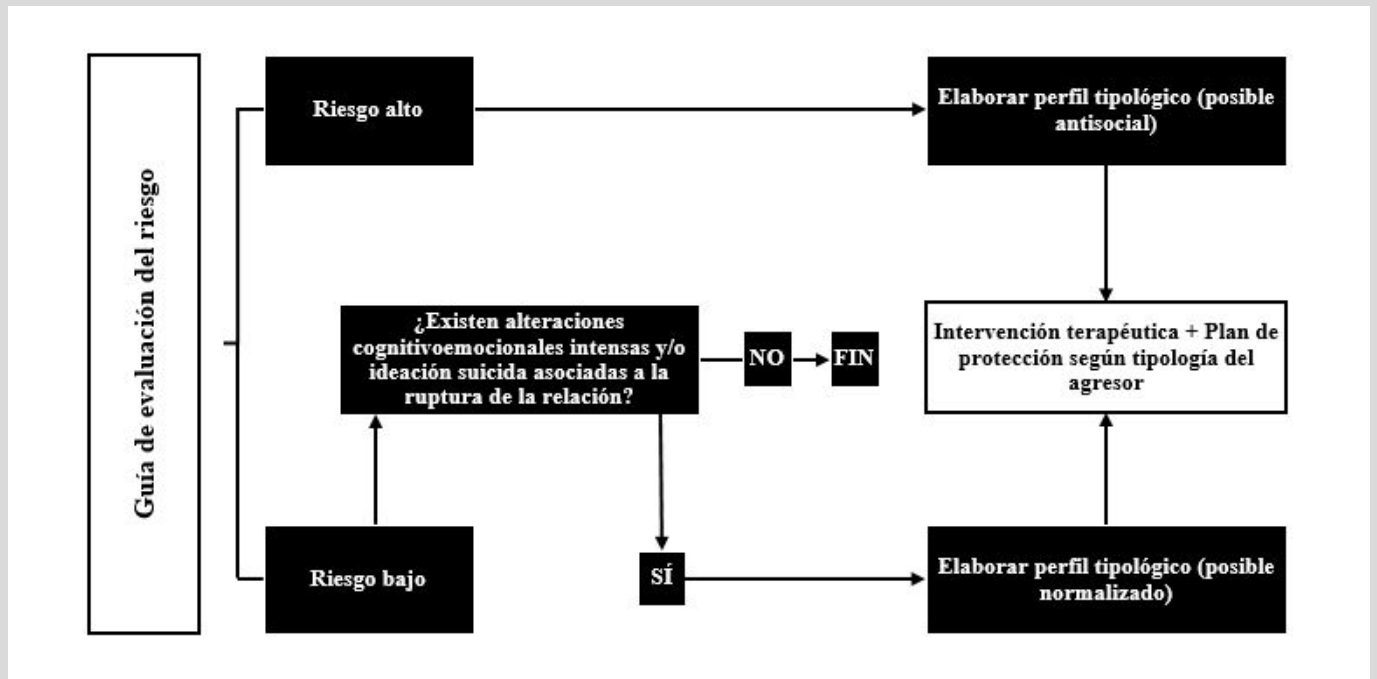 Guía de evaluación del riesgo
Riesgo alto
Elaborar perfil tipológico (posible
antisocial)
¿Existen alteraciones
cognitivoemocionales intensas y/o
ideación suicida asociadas a la
ruptura de la relación?
NO
FIN
Intervención terapéutica + Plan de
protección según tipología del
agresor
Riesgo bajo
SÍ
Elaborar perfil tipológico (posible
normalizado)